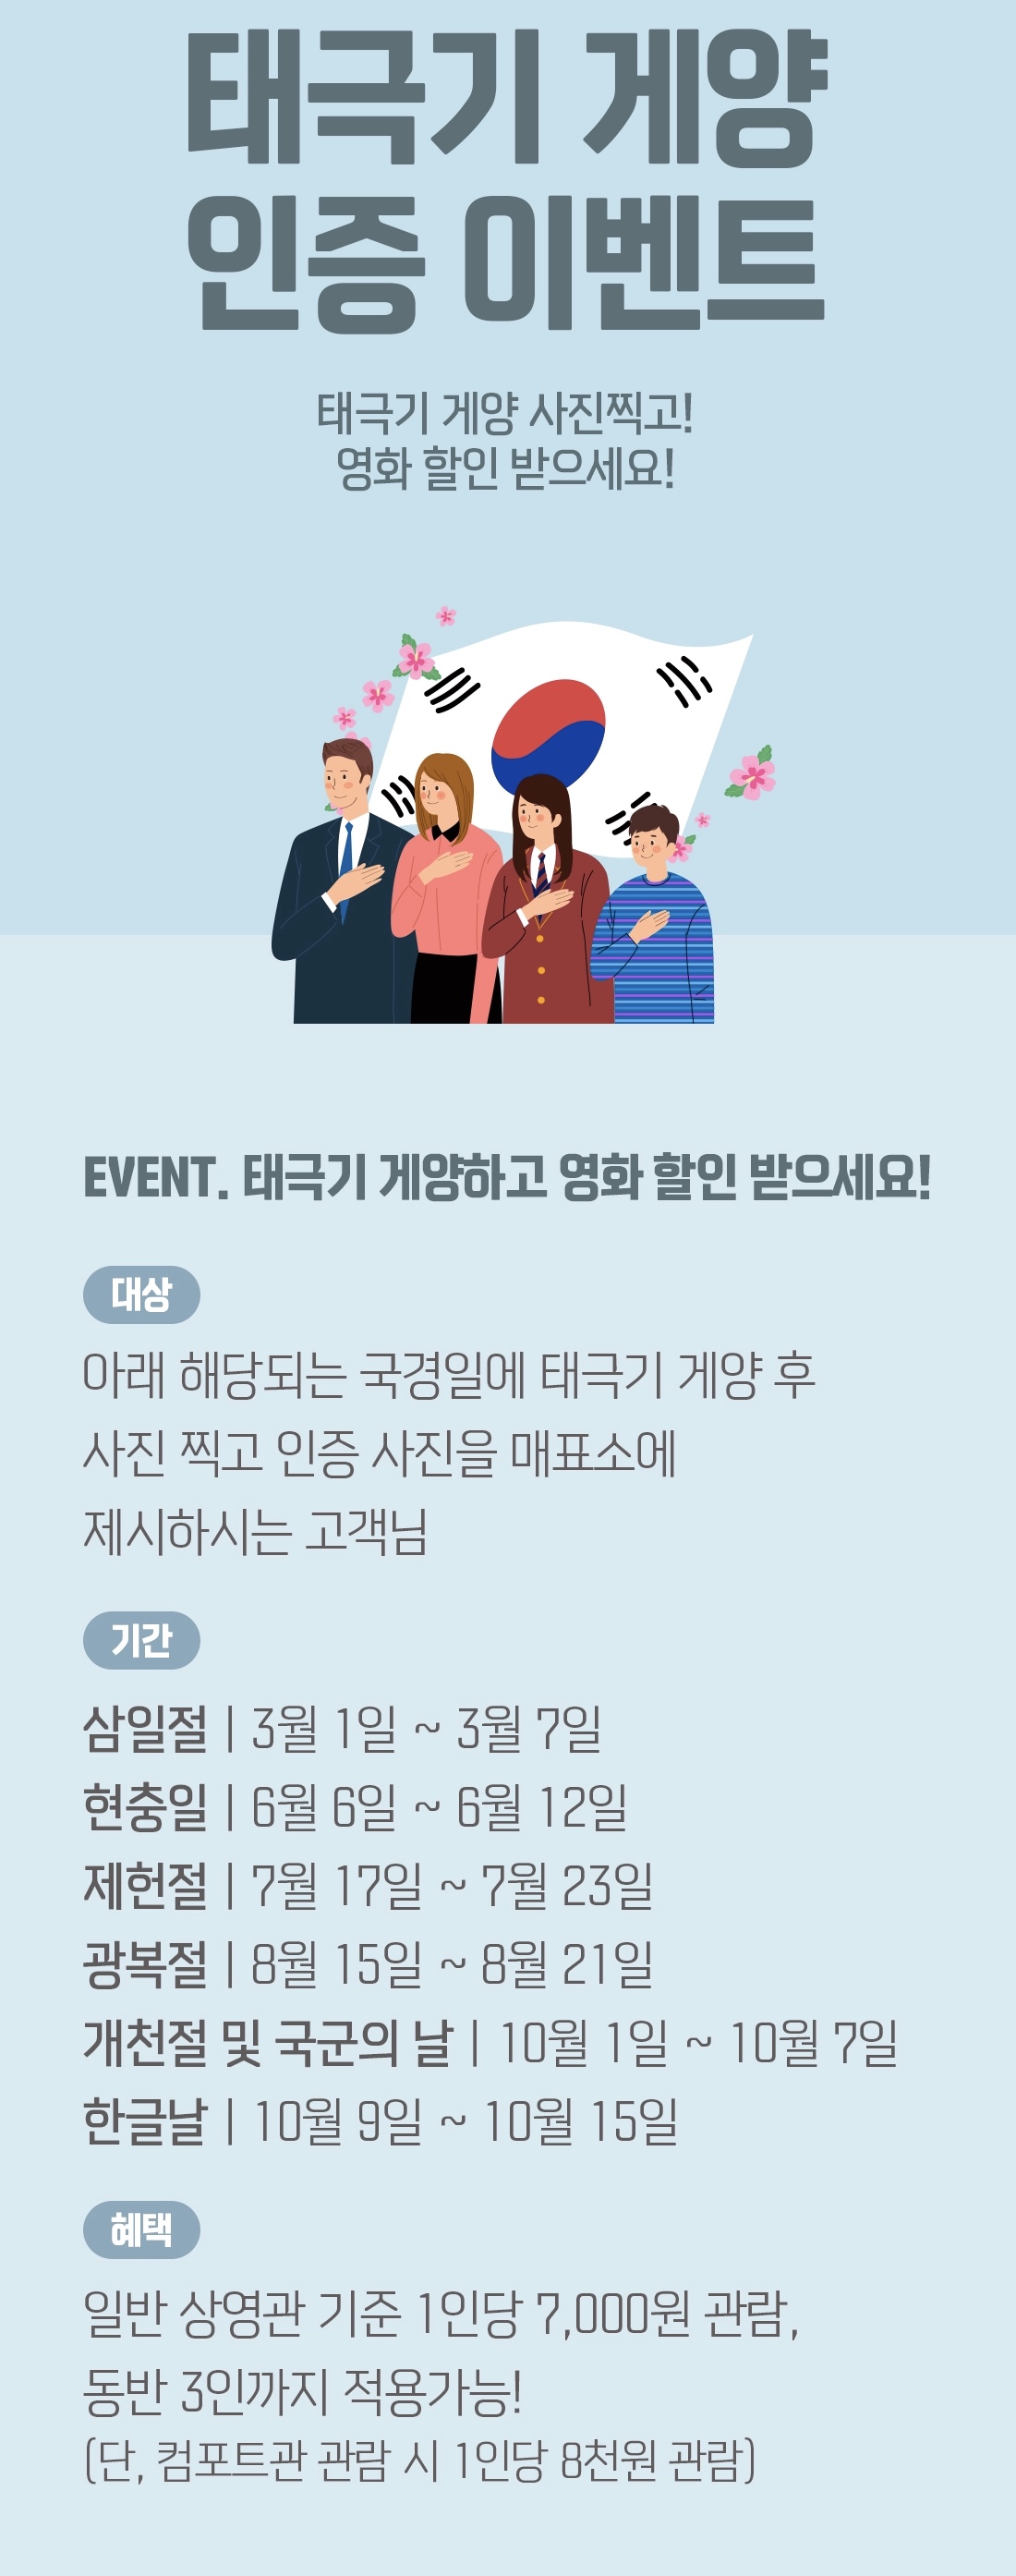 태극기 게양
인증 이벤트
태극기 게양 사진찍고!
영화 할인 받으세요!
EVENT. 태극기 게양하고 영화 할인 받으세요!
대상
아래 해당되는 국경일에 태극기 게양 후
사진 찍고 인증 사진을 매표소에
제시하시는 고객님
기간
삼일절 | 3월 1일 ~ 3월 7일
현충일 | 6월 6일 ~ 6월 12일
제헌절 | 7월 17일 ~ 7월 23일
광복절 | 8월 15일 ~ 8월 21일
개천절 및 국군의 날 | 10월 1일 ~ 10월 7일
한글날 | 10월 9일 ~ 10월 15일
혜택
일반 상영관 기준 1인당 7,000원 관람,
동반 3인까지 적용가능!
(단, 컴포트관 관람 시 1인당 8천원 관람)